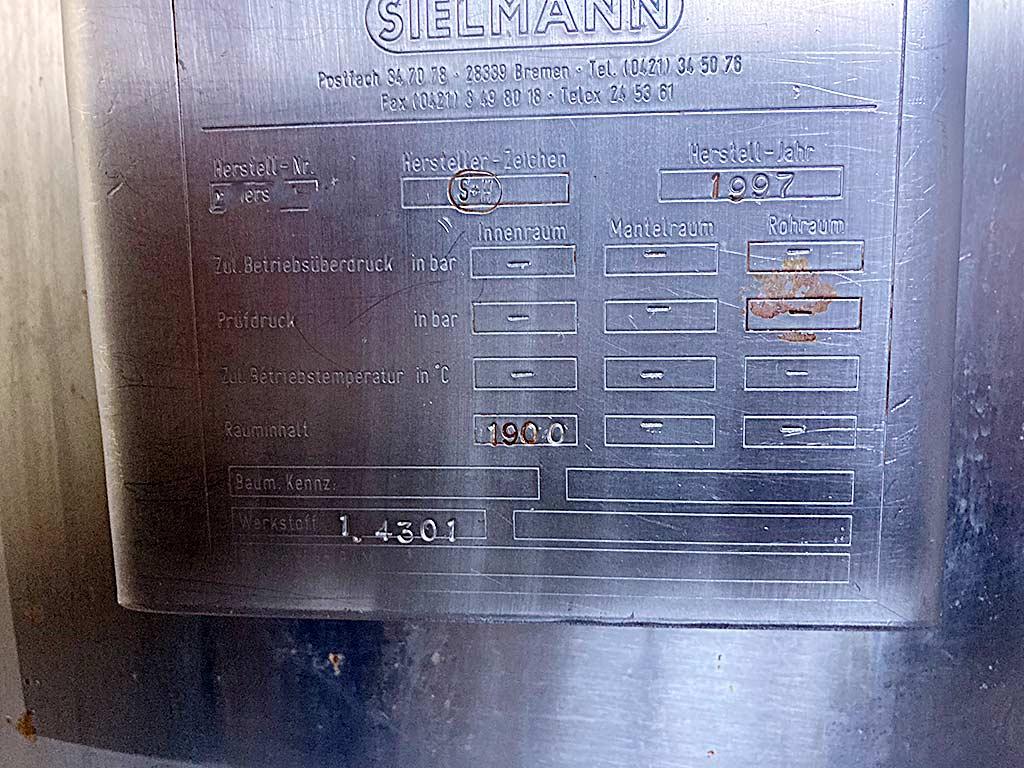 SIELMANN
Postfach 34 70 78 · 28339 Bremen · Tel. (0421) 34 50 76
Fax (0421) 3 49 80 18 · Telex 24 53 61
Herstell-Nr. Hersteller-Zeichen Herstell-Jahr
1997
Innenraum Mantelraum Rohraum
Zul. Betriebsüberdruck in bar - - -
Prüfdruck in bar - - -
Zul. Betriebstemperatur in °C - - -
Rauminhalt 1900 - -
Baum. Kennz.
Werkstoff 1.4301